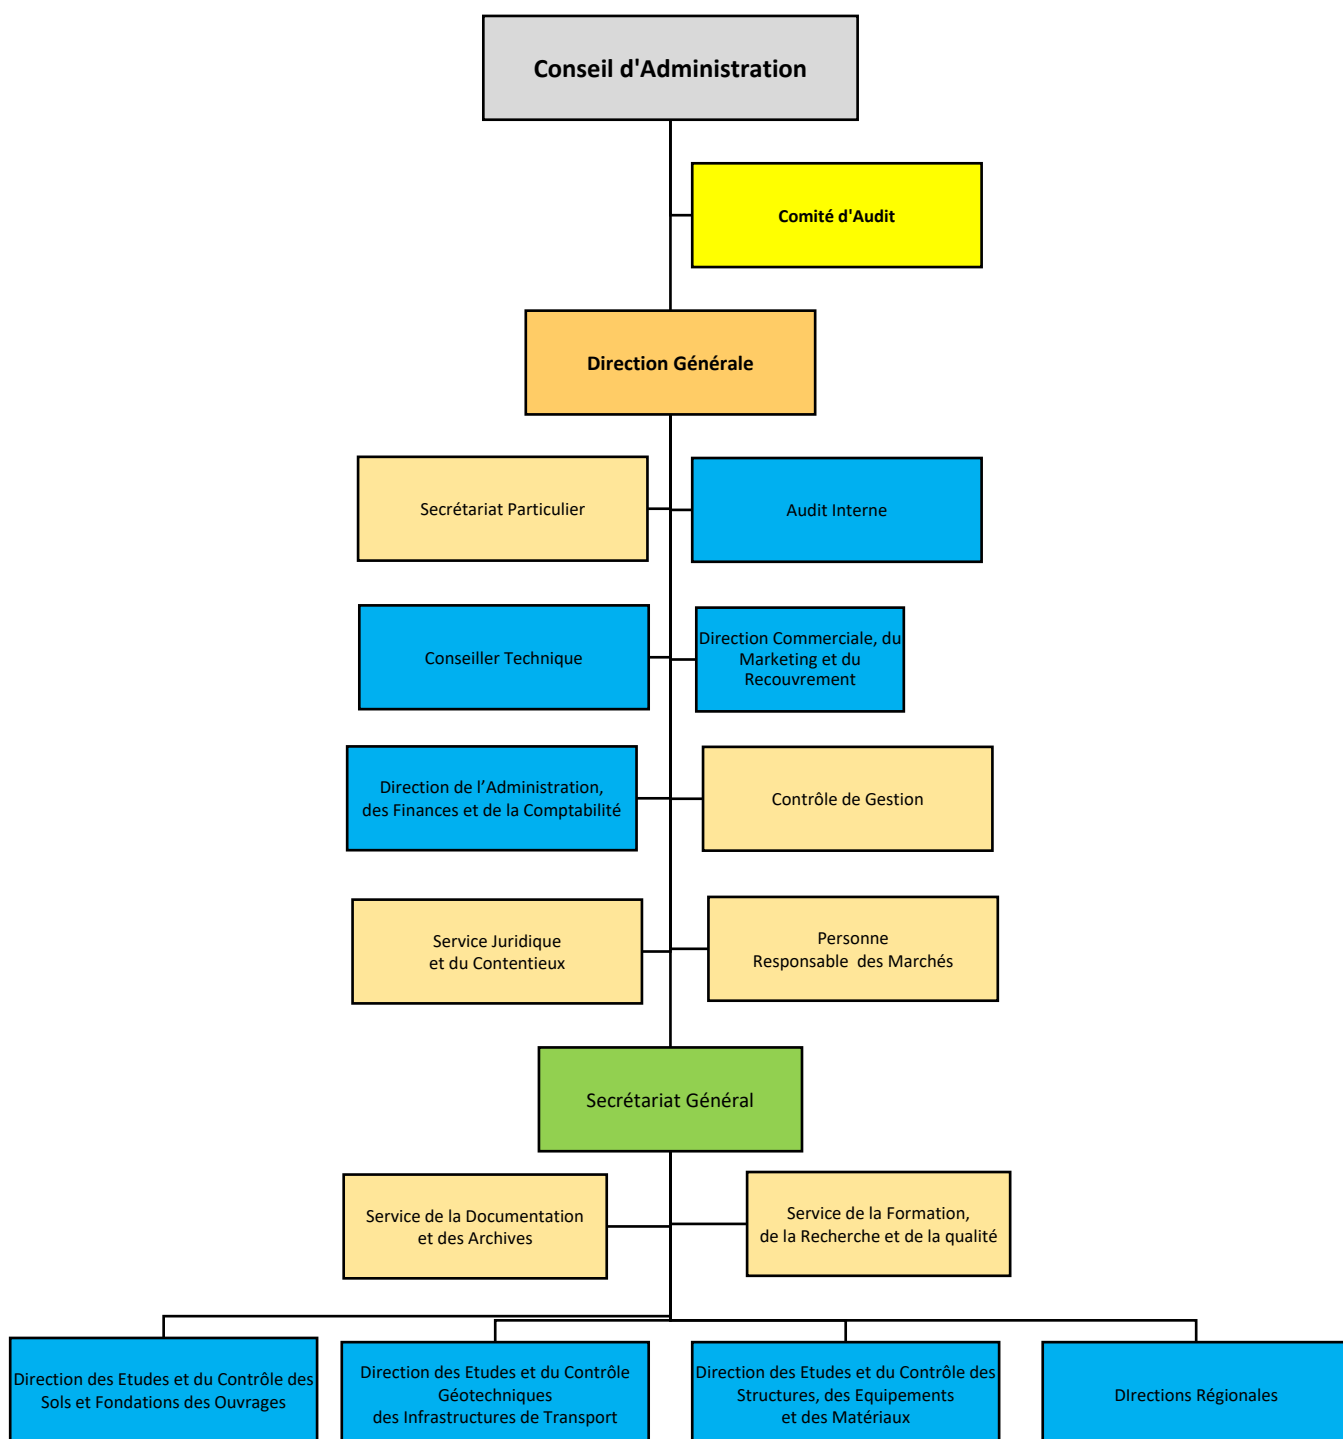 Conseil d'Administration
Comité d'Audit
Direction Générale
Secrétariat Particulier
Audit Interne
Conseiller Technique
Direction Commerciale, du
Marketing et du
Recouvrement
Direction de l’Administration,
des Finances et de la Comptabilité
Contrôle de Gestion
Service Juridique
et du Contentieux
Personne
Responsable  des Marchés
Secrétariat Général
Service de la Documentation
et des Archives
Service de la Formation,
de la Recherche et de la qualité
Direction des Etudes et du Contrôle des
Sols et Fondations des Ouvrages
Direction des Etudes et du Contrôle
Géotechniques
des Infrastructures de Transport
Direction des Etudes et du Contrôle des
Structures, des Equipements
et des Matériaux
DIrections Régionales